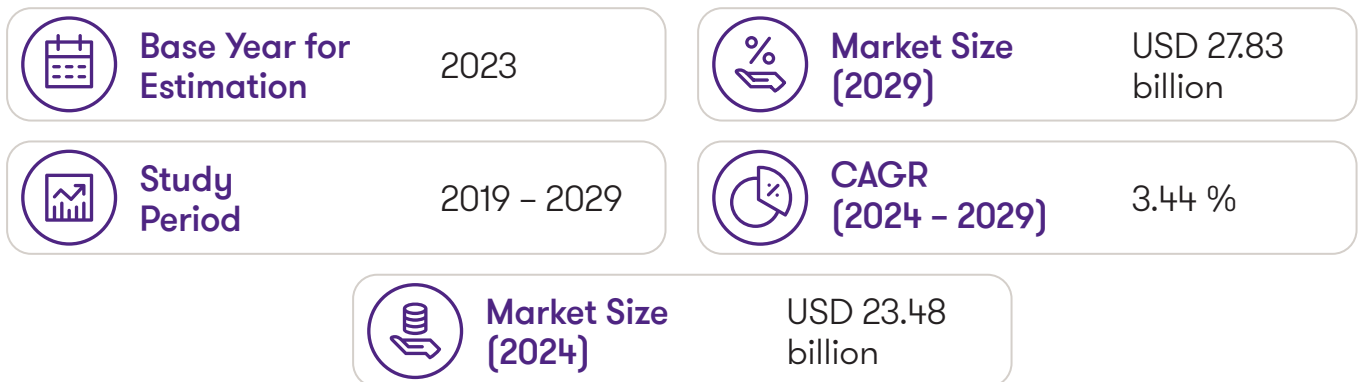 Base Year for
Estimation
2023
Market Size
(2029)
USD 27.83
billion
Study
Period
2019 – 2029
CAGR
(2024 – 2029)
3.44 %
Market Size
(2024)
USD 23.48
billion